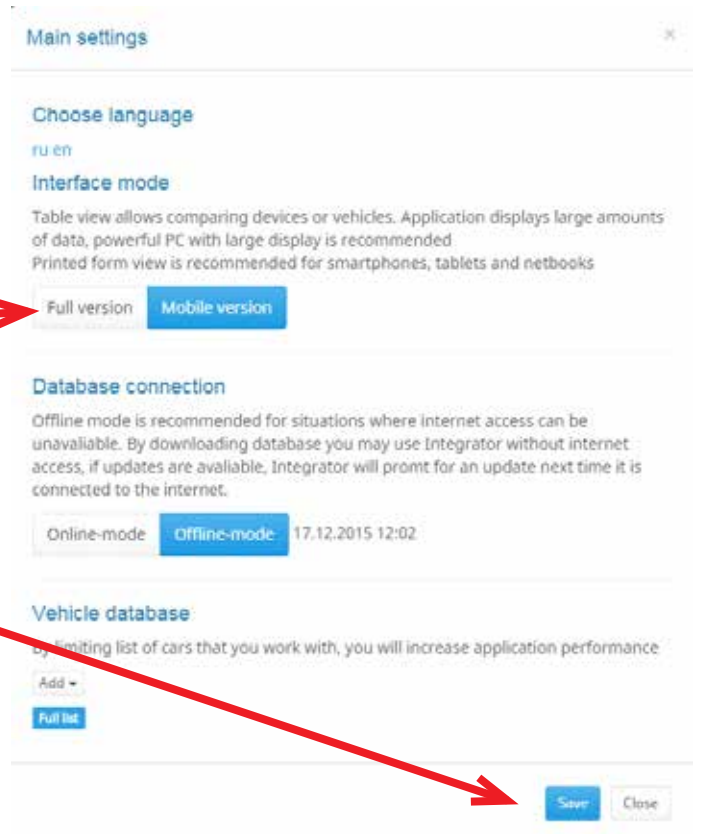 Main settings ×
Choose language
ru en
Interface mode
Table view allows comparing devices or vehicles. Application displays large amounts
of data, powerful PC with large display is recommended
Printed form view is recommended for smartphones, tablets and netbooks
Full version Mobile version
Database connection
Offline mode is recommended for situations where internet access can be
unavaliable. By downloading database you may use Integrator without internet
access, if updates are avaliable, Integrator will promt for an update next time it is
connected to the internet.
Online-mode Offline-mode 17.12.2015 12:02
Vehicle database
By limiting list of cars that you work with, you will increase application performance
Add
Full list
Save Close